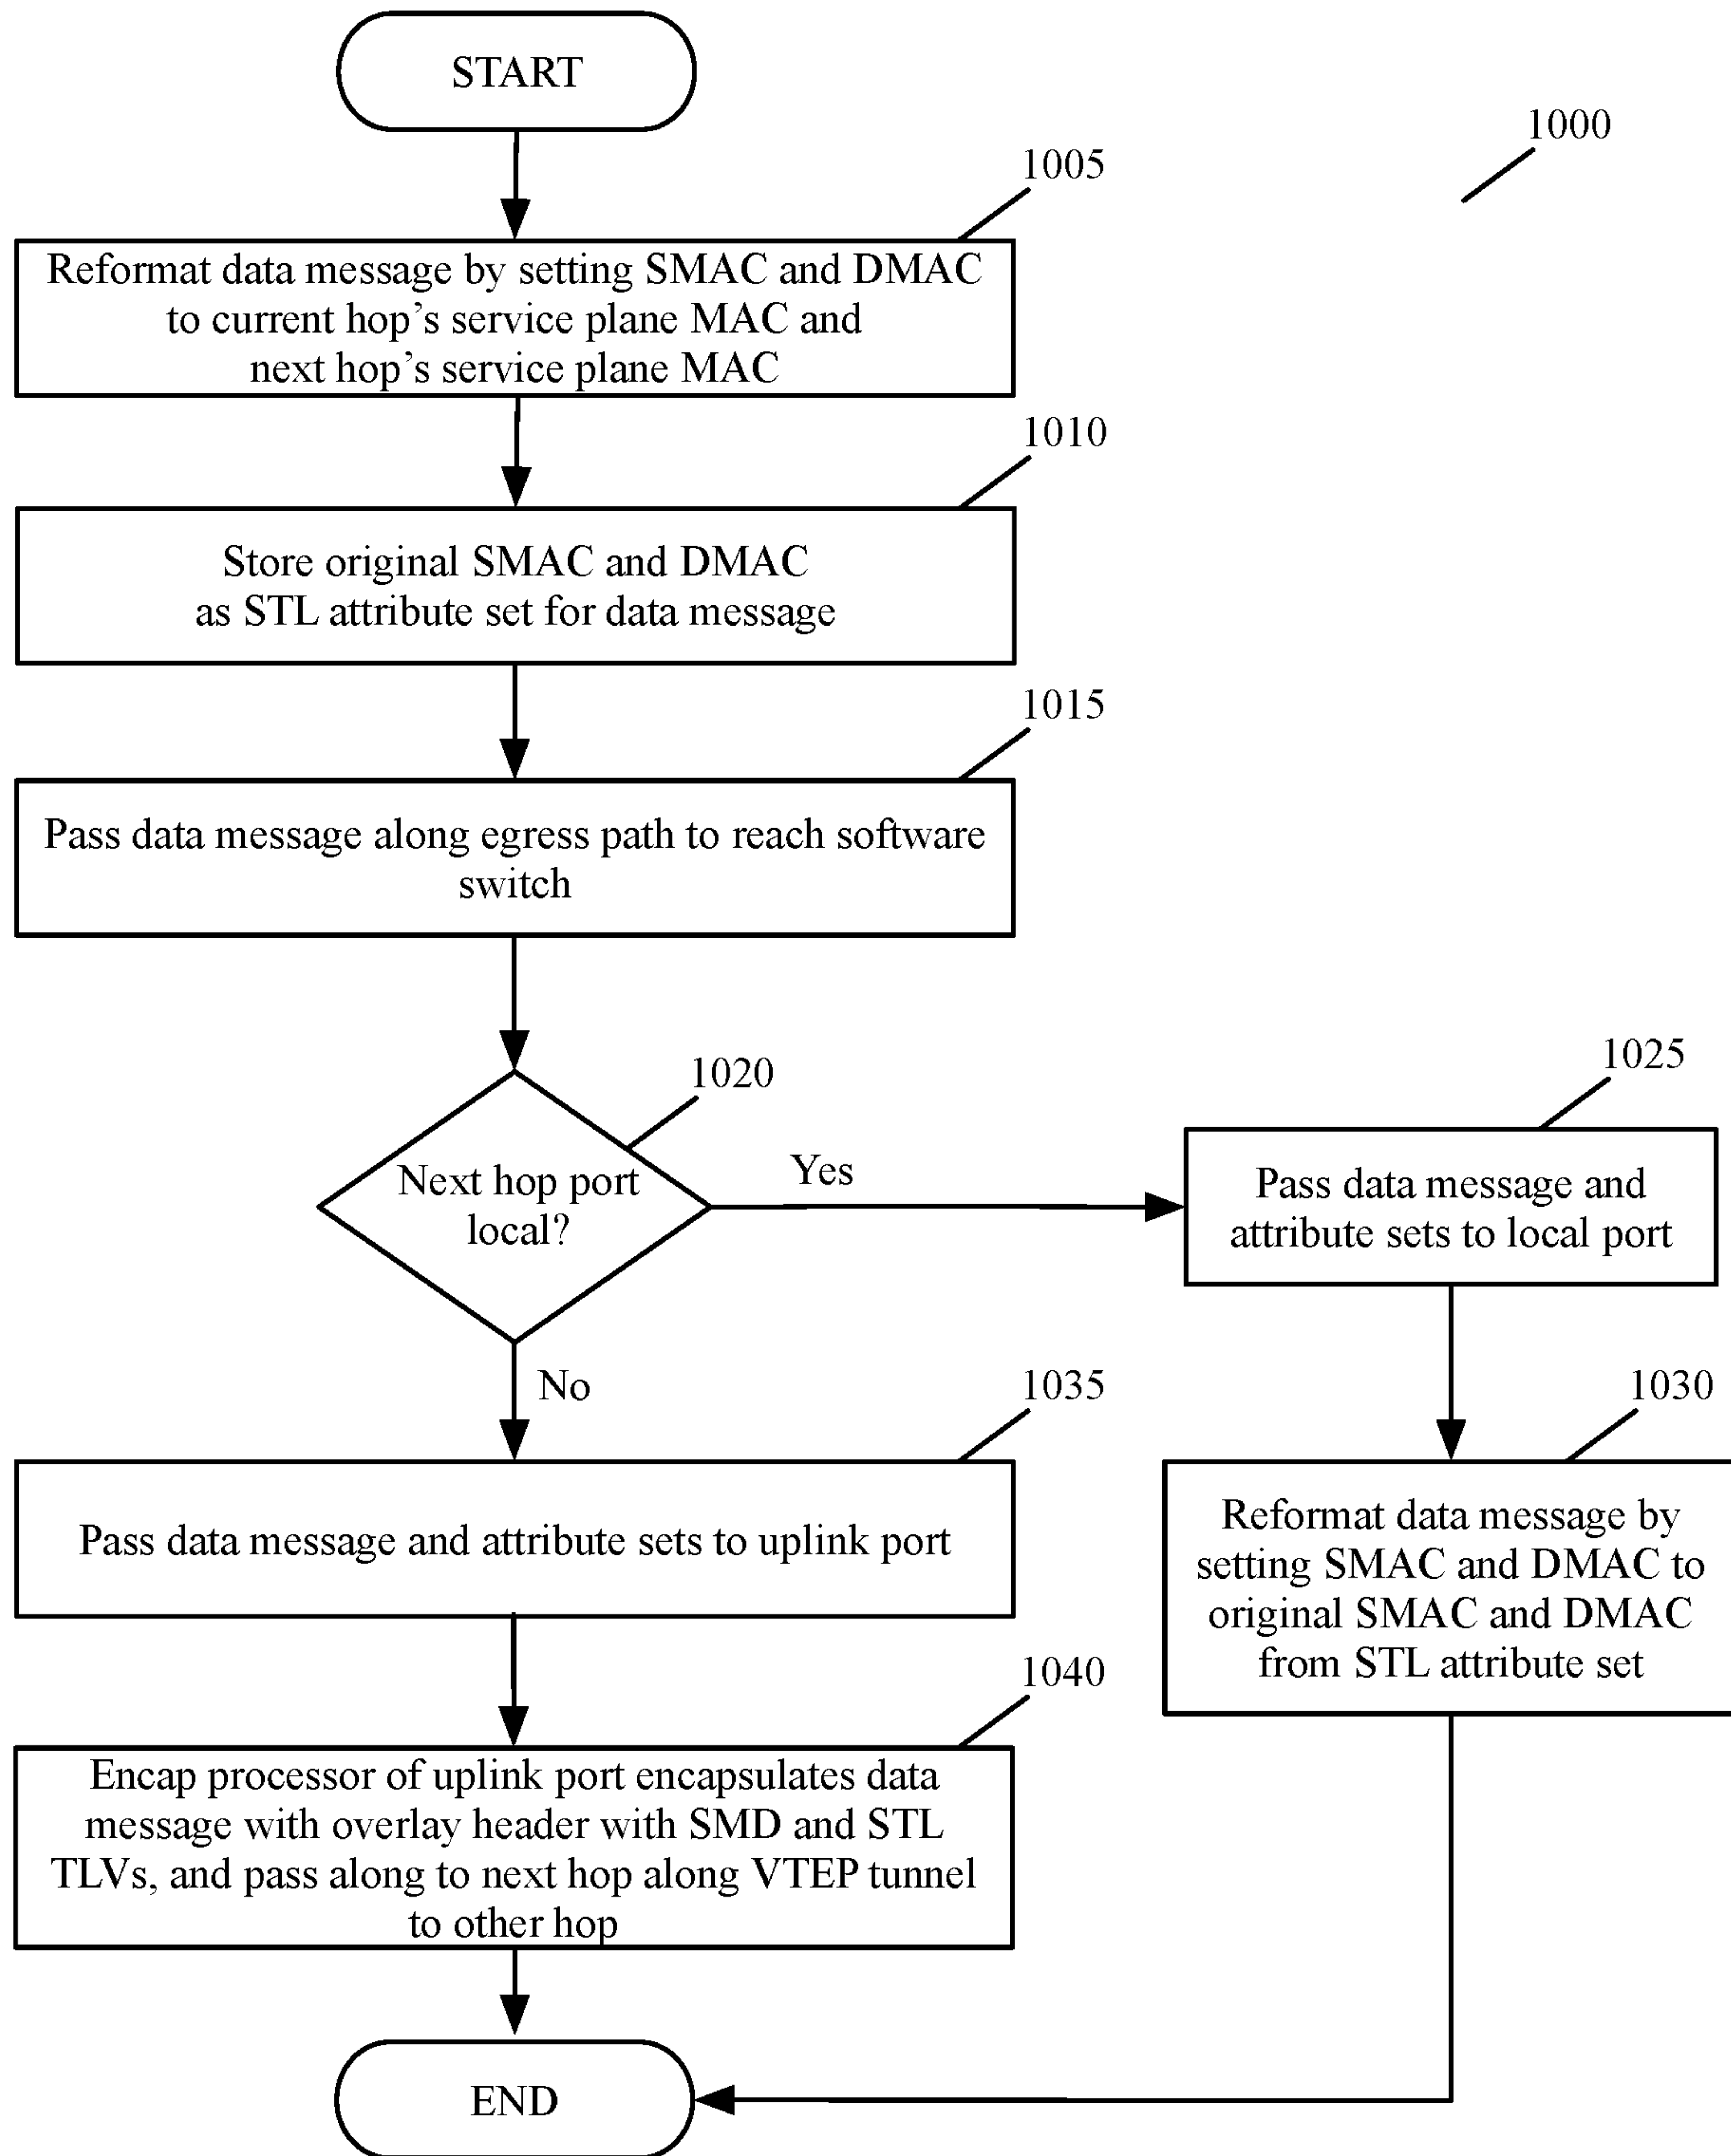 START
1000
1005
Reformat data message by setting SMAC and DMAC
to current hop’s service plane MAC and
next hop’s service plane MAC
1010
Store original SMAC and DMAC
as STL attribute set for data message
1015
Pass data message along egress path to reach software
switch
1020
Next hop port
local?
Yes
1025
Pass data message and
attribute sets to local port
No
1035
Pass data message and attribute sets to uplink port
1030
Reformat data message by
setting SMAC and DMAC to
original SMAC and DMAC
from STL attribute set
1040
Encap processor of uplink port encapsulates data
message with overlay header with SMD and STL
TLVs, and pass along to next hop along VTEP tunnel
to other hop
END